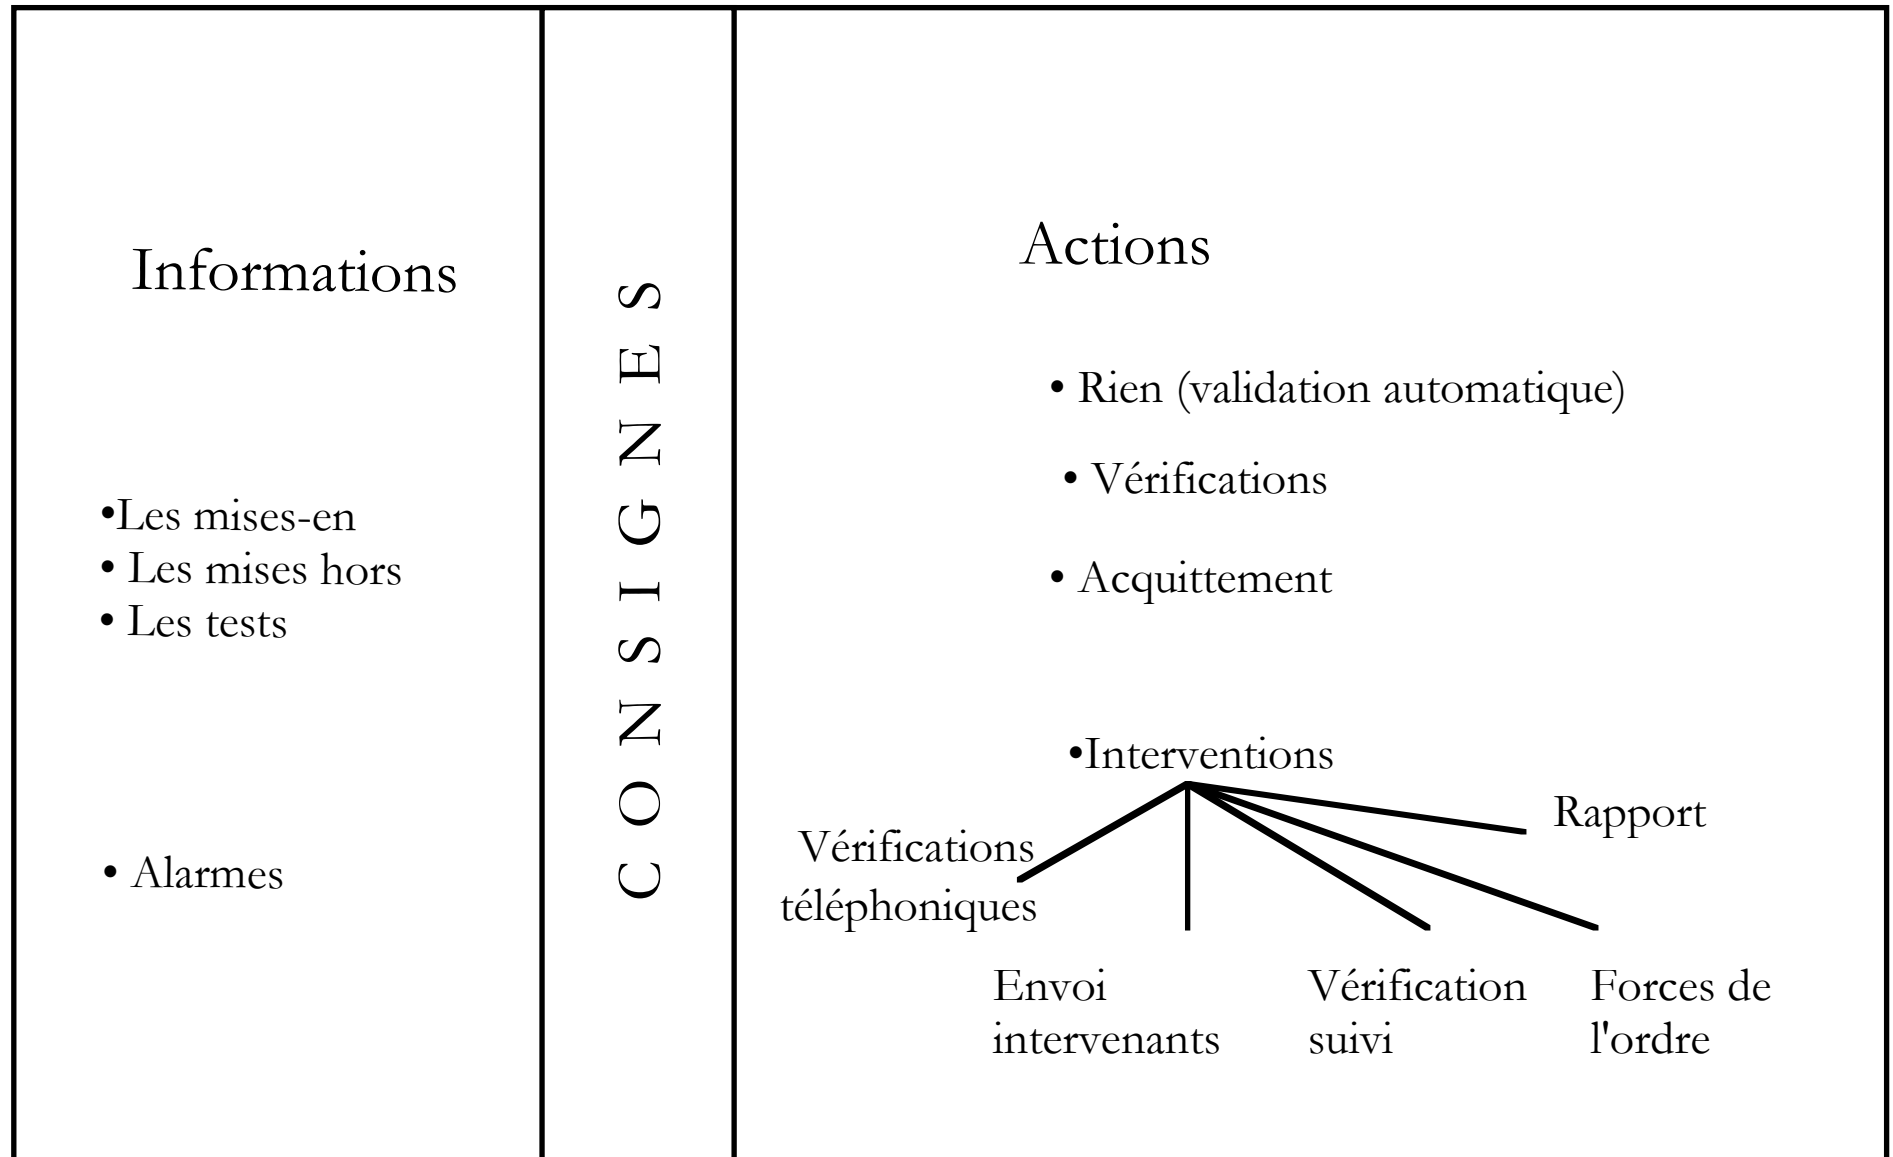 Informations
•Les mises-en
• Les mises hors
• Les tests
• Alarmes
CONSIGNES
Actions
• Rien (validation automatique)
• Vérifications
• Acquittement
•Interventions
Vérifications
téléphoniques
Envoi
intervenants
Vérification
suivi
Forces de
l'ordre
Rapport